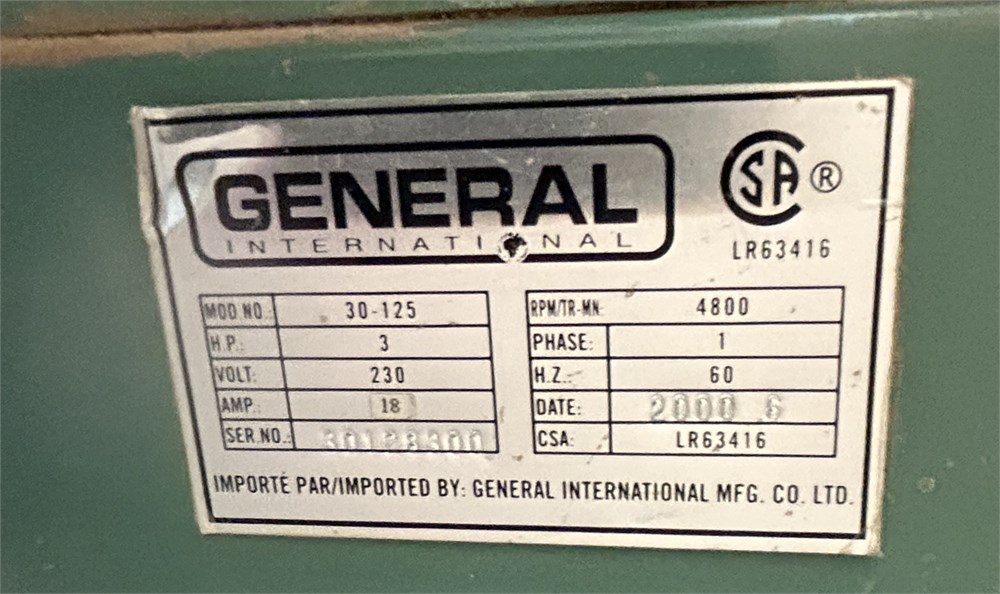 GENERAL
INTERNATIONAL
CSA ®
LR63416
MOD NO.: 30-125
H.P.: 3
VOLT: 230
AMP.: 18
SER.NO.:
RPM/TR-MN: 4800
PHASE: 1
H.Z.: 60
DATE: 2000 6
CSA: LR63416
IMPORTÉ PAR/IMPORTED BY: GENERAL INTERNATIONAL MFG. CO. LTD.